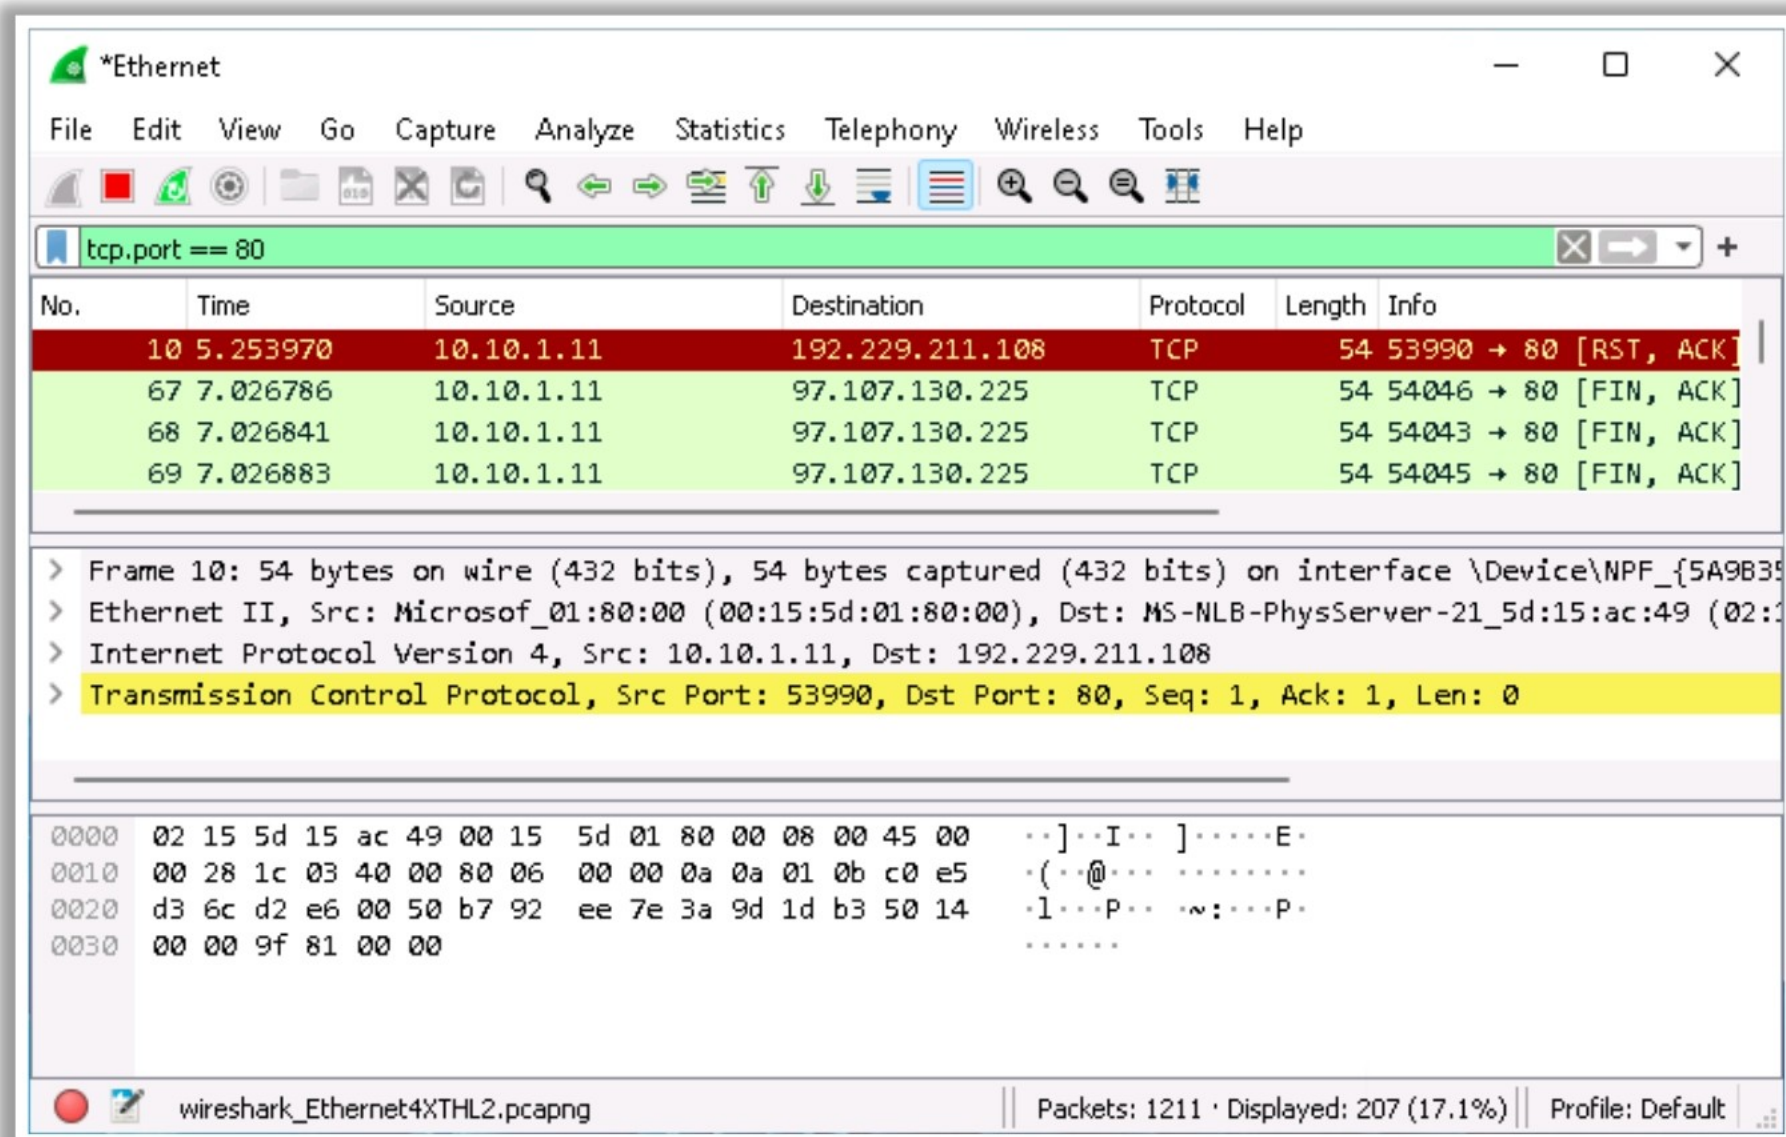 *Ethernet
File Edit View Go Capture Analyze Statistics Telephony Wireless Tools Help
tcp.port == 80
No. Time Source Destination Protocol Length Info
10 5.253970 10.10.1.11 192.229.211.108 TCP 54 53990 → 80 [RST, ACK]
67 7.026786 10.10.1.11 97.107.130.225 TCP 54 54046 → 80 [FIN, ACK]
68 7.026841 10.10.1.11 97.107.130.225 TCP 54 54043 → 80 [FIN, ACK]
69 7.026883 10.10.1.11 97.107.130.225 TCP 54 54045 → 80 [FIN, ACK]
> Frame 10: 54 bytes on wire (432 bits), 54 bytes captured (432 bits) on interface \Device\NPF_{5A9B35
> Ethernet II, Src: Microsof_01:80:00 (00:15:5d:01:80:00), Dst: MS-NLB-PhysServer-21_5d:15:ac:49 (02:1
> Internet Protocol Version 4, Src: 10.10.1.11, Dst: 192.229.211.108
> Transmission Control Protocol, Src Port: 53990, Dst Port: 80, Seq: 1, Ack: 1, Len: 0
0000 02 15 5d 15 ac 49 00 15 5d 01 80 00 08 00 45 00 ··]··I·· ]·····E·
0010 00 28 1c 03 40 00 80 06 00 00 0a 0a 01 0b c0 e5 ·(··@··· ········
0020 d3 6c d2 e6 00 50 b7 92 ee 7e 3a 9d 1d b3 50 14 ·l···P·· ·~:···P·
0030 00 00 9f 81 00 00 ······
wireshark_Ethernet4XTHL2.pcapng Packets: 1211 · Displayed: 207 (17.1%) Profile: Default